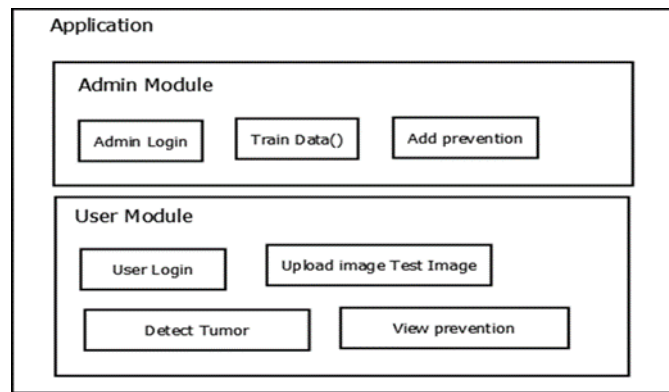 Application
Admin Module
Admin Login
Train Data()
Add prevention
User Module
User Login
Upload image Test Image
Detect Tumor
View prevention